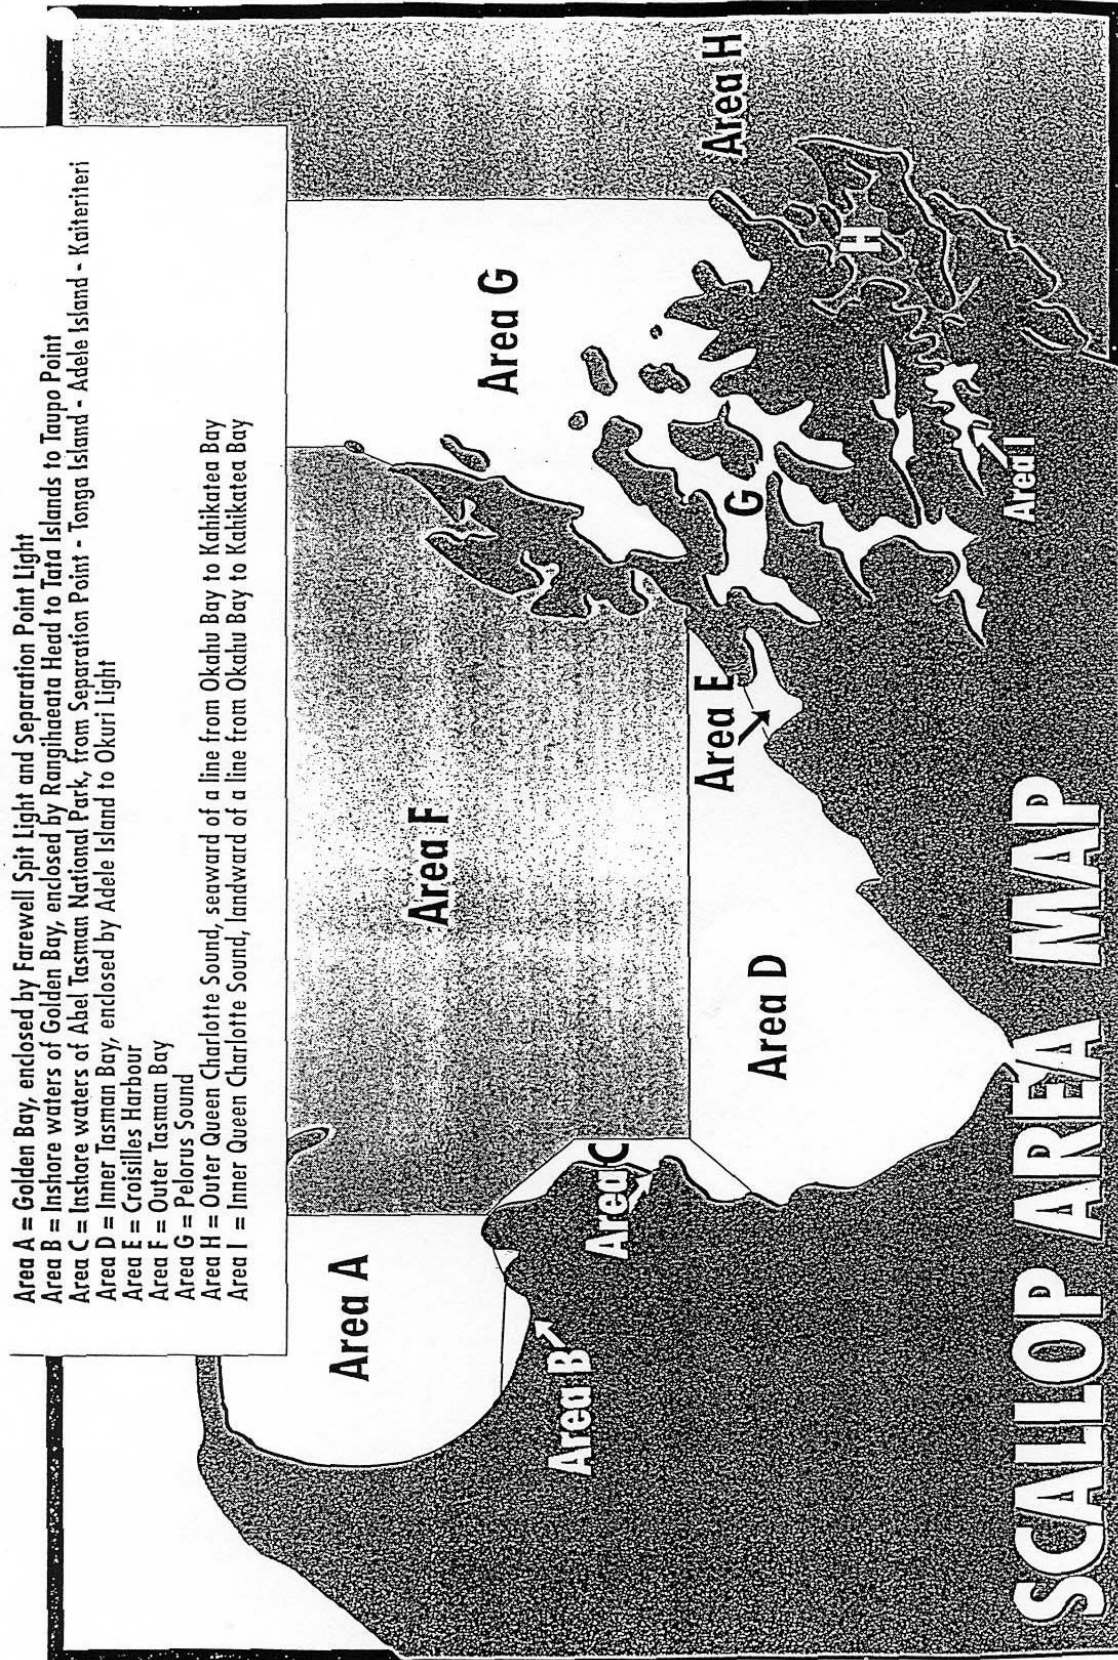 Area A = Golden Bay, enclosed by Farewell Spit Light and Separation Point Light
Area B = Inshore waters of Golden Bay, enclosed by Rangihaeata Head to Tata Islands to Taupo Point
Area C = Inshore waters of Abel Tasman National Park, from Separation Point - Tonga Island - Adele Island - Kaiteriteri
Area D = Inner Tasman Bay, enclosed by Adele Island to Okuri Light
Area E = Croisilles Harbour
Area F = Outer Tasman Bay
Area G = Pelorus Sound
Area H = Outer Queen Charlotte Sound, seaward of a line from Okahu Bay to Kahikatea Bay
Area I = Inner Queen Charlotte Sound, landward of a line from Okahu Bay to Kahikatea Bay
Area A
Area F
Area G
Area H
Area B
Area C
Area D
Area E
G
H
Area I
SCALLOP AREA MAP